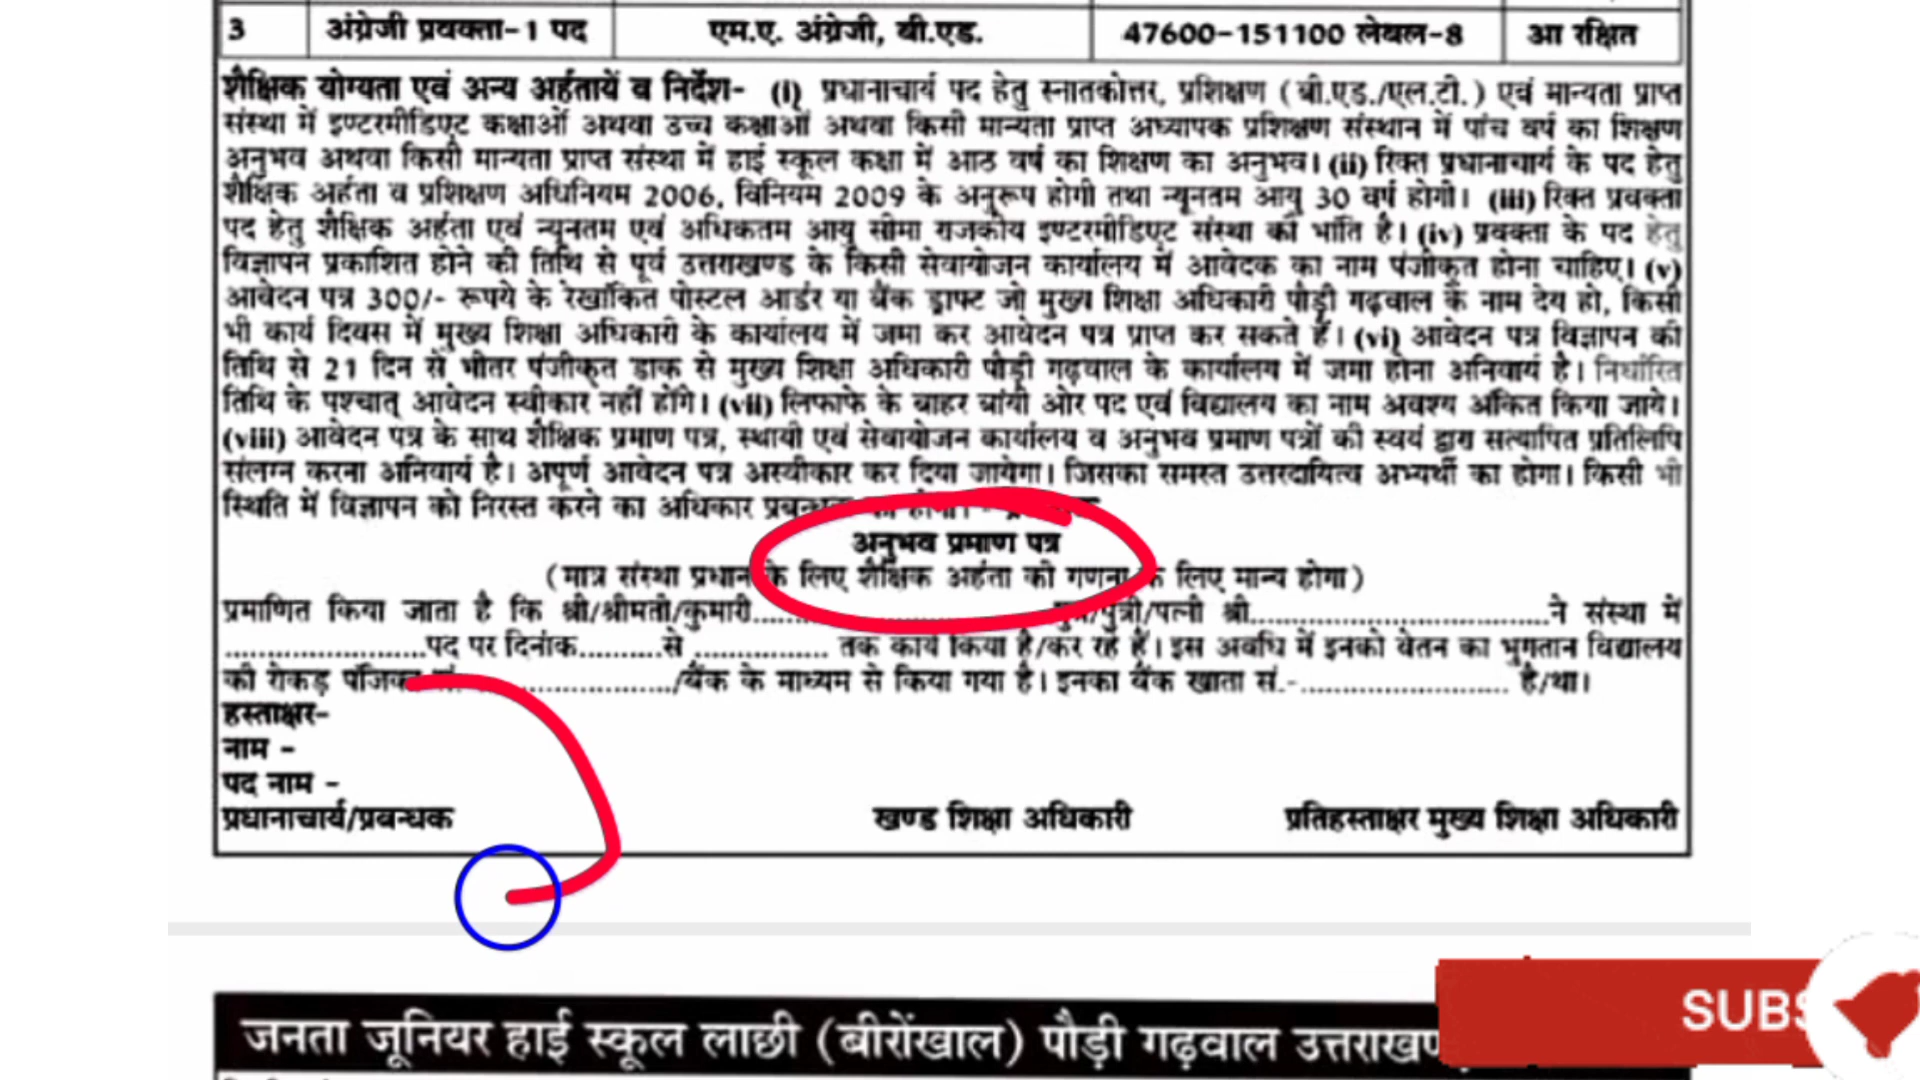 3 अंग्रेजी प्रवक्ता-1 पद एम.ए. अंग्रेजी, बी.एड. 47600-151100 लेवल-8 आ रक्षित
शैक्षिक योग्यता एवं अन्य अर्हतायें व निर्देश- (i) प्रधानाचार्य पद हेतु स्नातकोत्तर, प्रशिक्षण (बी.एड./एल.टी.) एवं मान्यता प्राप्त
संस्था में इण्टरमीडिएट कक्षाओं अथवा उच्च कक्षाओं अथवा किसी मान्यता प्राप्त अध्यापक प्रशिक्षण संस्थान में पांच वर्ष का शिक्षण
अनुभव अथवा किसी मान्यता प्राप्त संस्था में हाई स्कूल कक्षा में आठ वर्ष का शिक्षण का अनुभव। (ii) रिक्त प्रधानाचार्य के पद हेतु
शैक्षिक अर्हता व प्रशिक्षण अधिनियम 2006, विनियम 2009 के अनुरूप होगी तथा न्यूनतम आयु 30 वर्ष होगी। (iii) रिक्त प्रवक्ता
पद हेतु शैक्षिक अर्हता एवं न्यूनतम एवं अधिकतम आयु सीमा राजकीय इण्टरमीडिएट संस्था की भांति है। (iv) प्रवक्ता के पद हेतु
विज्ञापन प्रकाशित होने की तिथि से पूर्व उत्तराखण्ड के किसी सेवायोजन कार्यालय में आवेदक का नाम पंजीकृत होना चाहिए। (v)
आवेदन पत्र 300/- रूपये के रेखांकित पोस्टल आर्डर या बैंक ड्राफ्ट जो मुख्य शिक्षा अधिकारी पौड़ी गढ़वाल के नाम देय हो, किसी
भी कार्य दिवस में मुख्य शिक्षा अधिकारी के कार्यालय में जमा कर आवेदन पत्र प्राप्त कर सकते हैं। (vi) आवेदन पत्र विज्ञापन की
तिथि से 21 दिन से भीतर पंजीकृत डाक से मुख्य शिक्षा अधिकारी पौड़ी गढ़वाल के कार्यालय में जमा होना अनिवार्य है। निर्धारित
तिथि के पश्चात् आवेदन स्वीकार नहीं होंगे। (vii) लिफाफे के बाहर बांयी ओर पद एवं विद्यालय का नाम अवश्य अंकित किया जाये।
(viii) आवेदन पत्र के साथ शैक्षिक प्रमाण पत्र, स्थायी एवं सेवायोजन कार्यालय व अनुभव प्रमाण पत्रों की स्वयं द्वारा सत्यापित प्रतिलिपि
संलग्न करना अनिवार्य है। अपूर्ण आवेदन पत्र अस्वीकार कर दिया जायेगा। जिसका समस्त उत्तरदायित्व अभ्यर्थी का होगा। किसी भी
स्थिति में विज्ञापन को निरस्त करने का अधिकार होगा।
अनुभव प्रमाण पत्र
(मात्र संस्था प्रधान के लिए शैक्षिक अर्हता की गणना के लिए मान्य होगा)
प्रमाणित किया जाता है कि श्री/श्रीमती/कुमारी.................... पुत्र/पुत्री/पत्नी श्री..............................ने संस्था में
....................पद पर दिनांक.........से .............. तक कार्य किया है/कर रहे हैं। इस अवधि में इनको वेतन का भुगतान विद्यालय
की रोकड़ पंजिका ................/बैंक के माध्यम से किया गया है। इनका बैंक खाता सं.-...................... है/था।
हस्ताक्षर-
नाम -
पद नाम -
प्रधानाचार्य/प्रबन्धक खण्ड शिक्षा अधिकारी प्रतिहस्ताक्षर मुख्य शिक्षा अधिकारी
जनता जूनियर हाई स्कूल लाछी (बीरोंखाल) पौड़ी गढ़वाल
SUBS